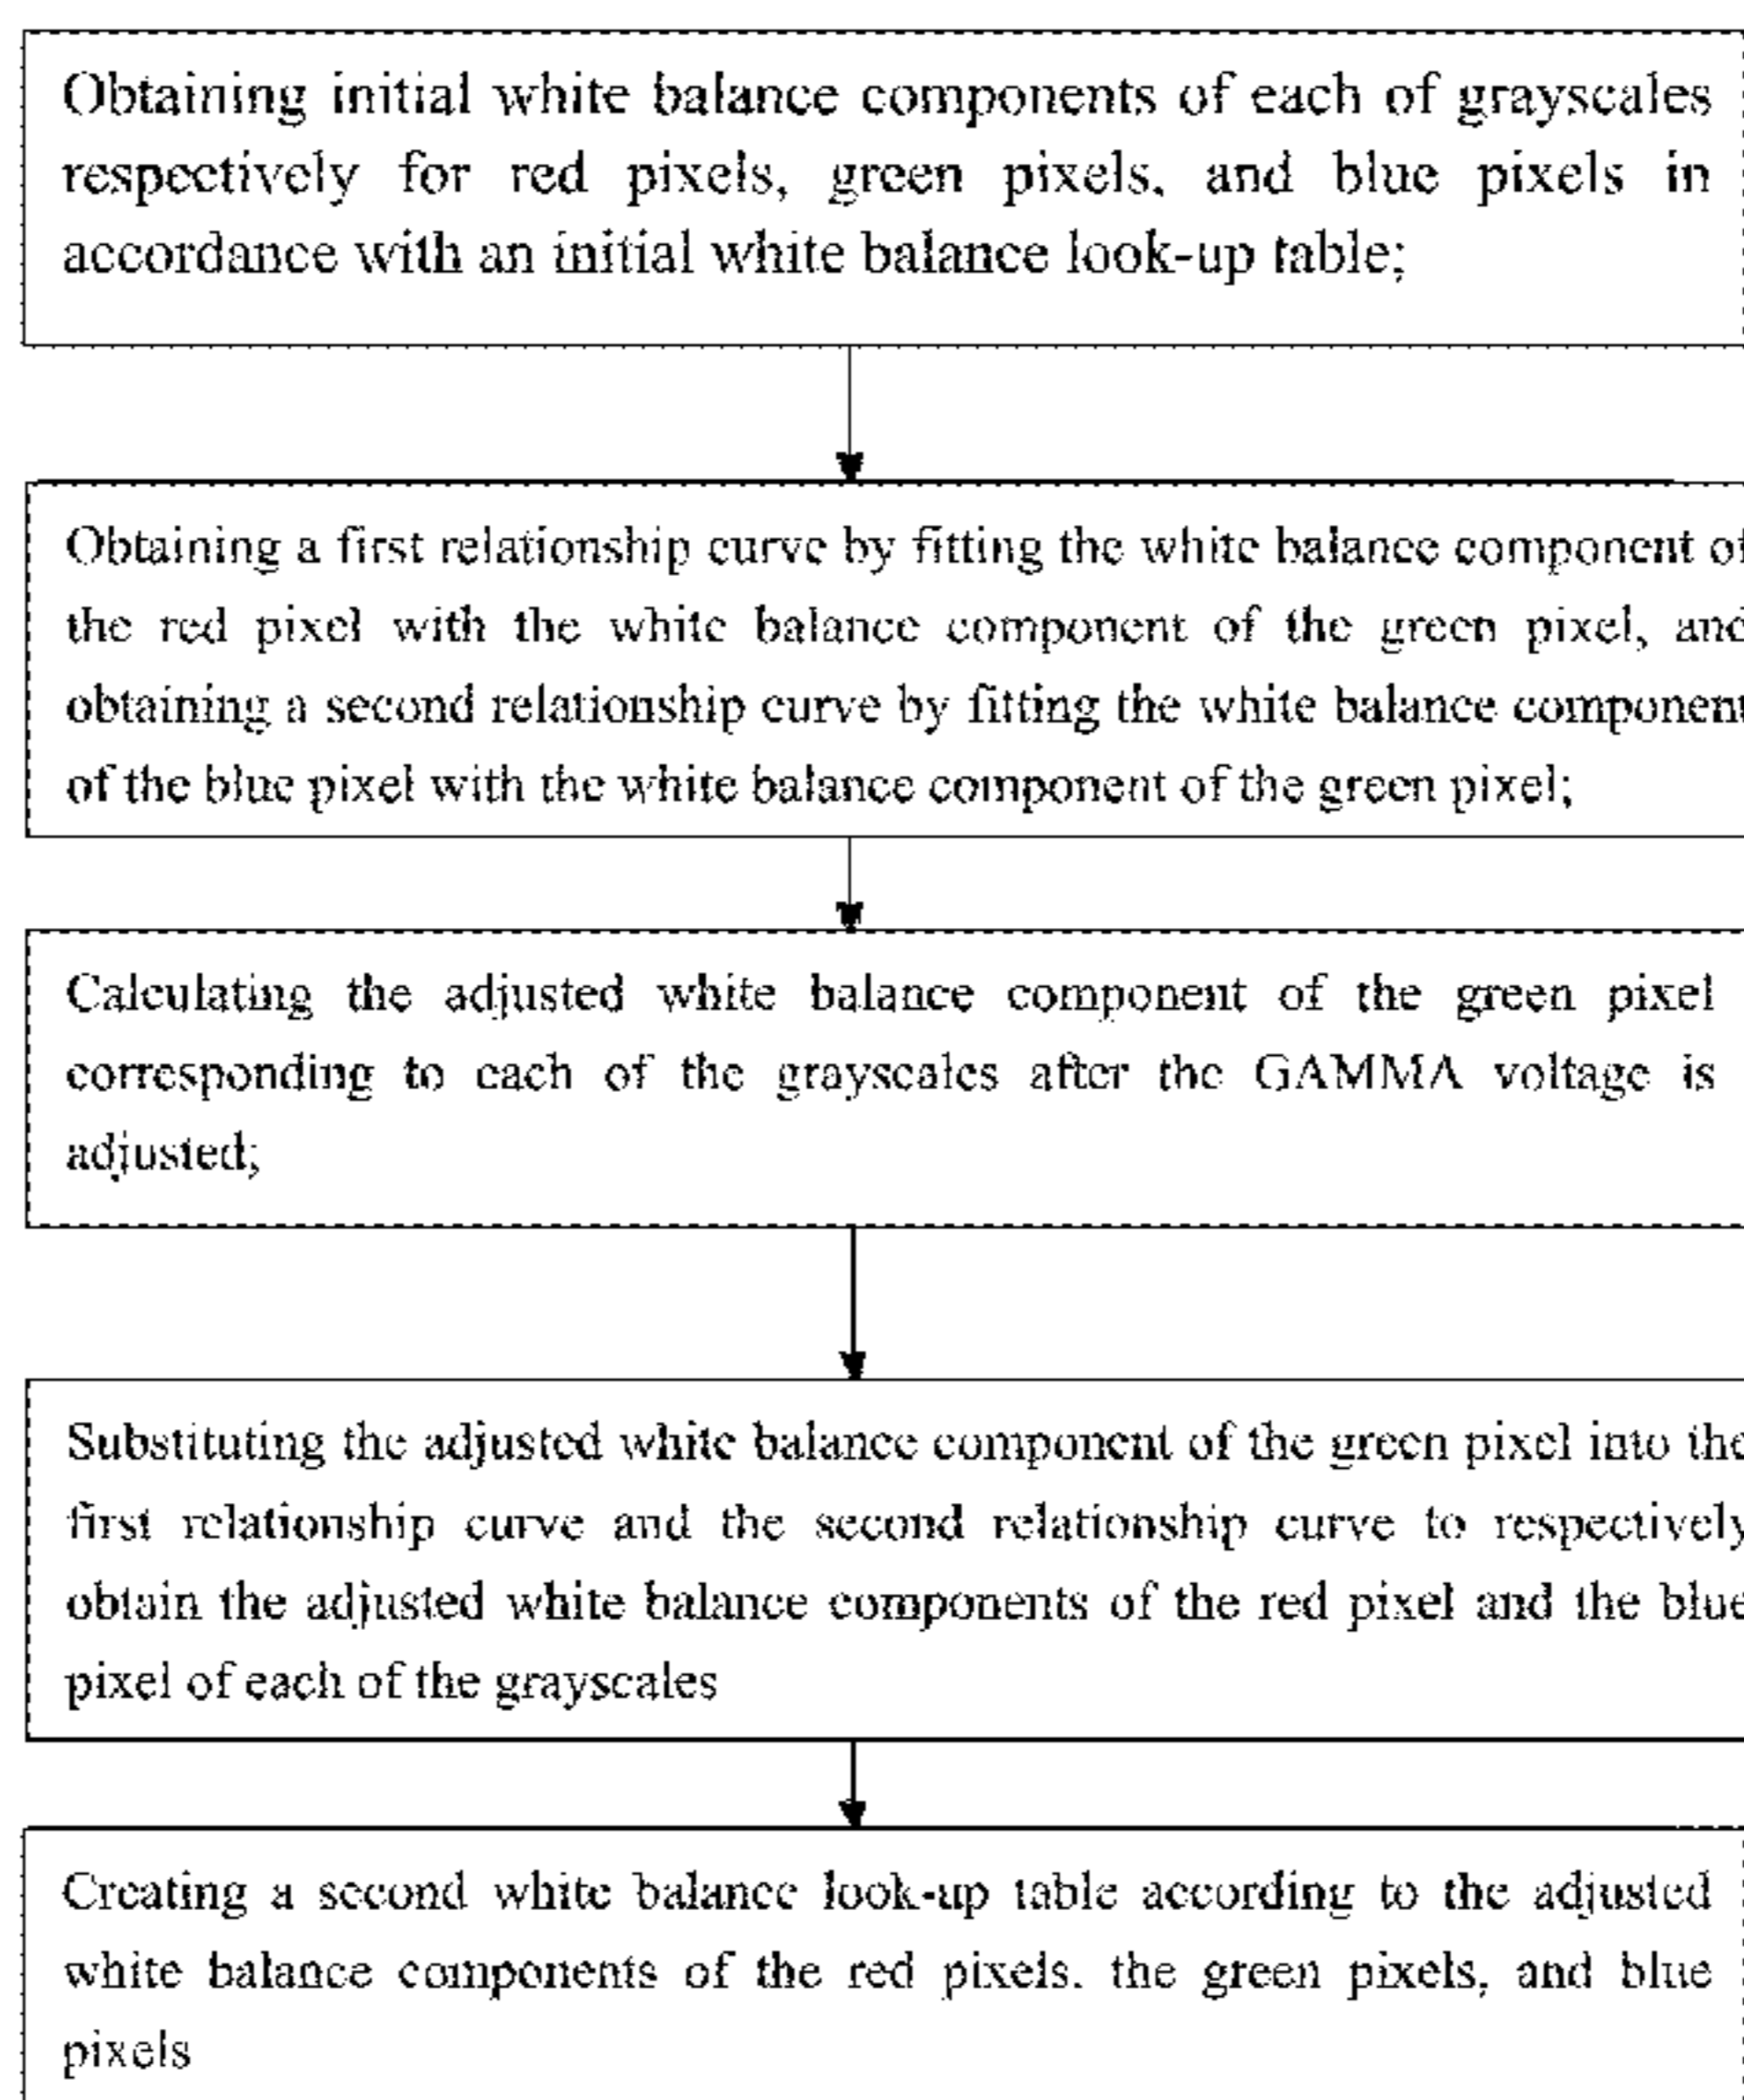 Obtaining initial white balance components of each of grayscales
respectively for red pixels, green pixels, and blue pixels in
accordance with an initial white balance look-up table;
Obtaining a first relationship curve by fitting the white balance component of
the red pixel with the white balance component of the green pixel, and
obtaining a second relationship curve by fitting the white balance component
of the blue pixel with the white balance component of the green pixel;
Calculating the adjusted white balance component of the green pixel
corresponding to each of the grayscales after the GAMMA voltage is
adjusted;
Substituting the adjusted white balance component of the green pixel into the
first relationship curve and the second relationship curve to respectively
obtain the adjusted white balance components of the red pixel and the blue
pixel of each of the grayscales
Creating a second white balance look-up table according to the adjusted
white balance components of the red pixels. the green pixels, and blue
pixels